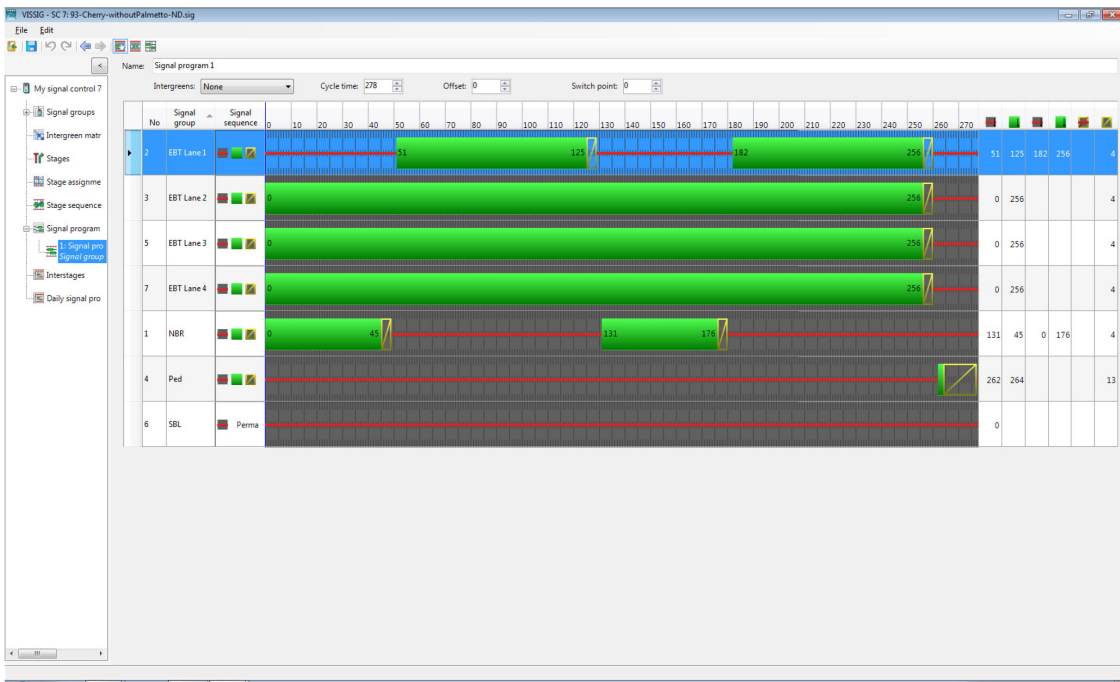 VISSIG - SC 7: 93-Cherry-withoutPalmetto-ND.sig
File Edit
Name: Signal program 1
Intergreens: None Cycle time: 278 Offset: 0 Switch point: 0
My signal control 7
Signal groups
Intergreen matr
Stages
Stage assignme
Stage sequence
Signal program
1: Signal pro
Signal group
Interstages
Daily signal pro
No Signal group Signal sequence 0 10 20 30 40 50 60 70 80 90 100 110 120 130 140 150 160 170 180 190 200 210 220 230 240 250 260 270
2 EBT Lane 1 51 125 182 256 51 125 182 256 4
3 EBT Lane 2 0 256 0 256 4
5 EBT Lane 3 0 256 0 256 4
7 EBT Lane 4 0 256 0 256 4
1 NBR 0 45 131 176 131 45 0 176 4
4 Ped 262 264 13
6 SBL Perma 0